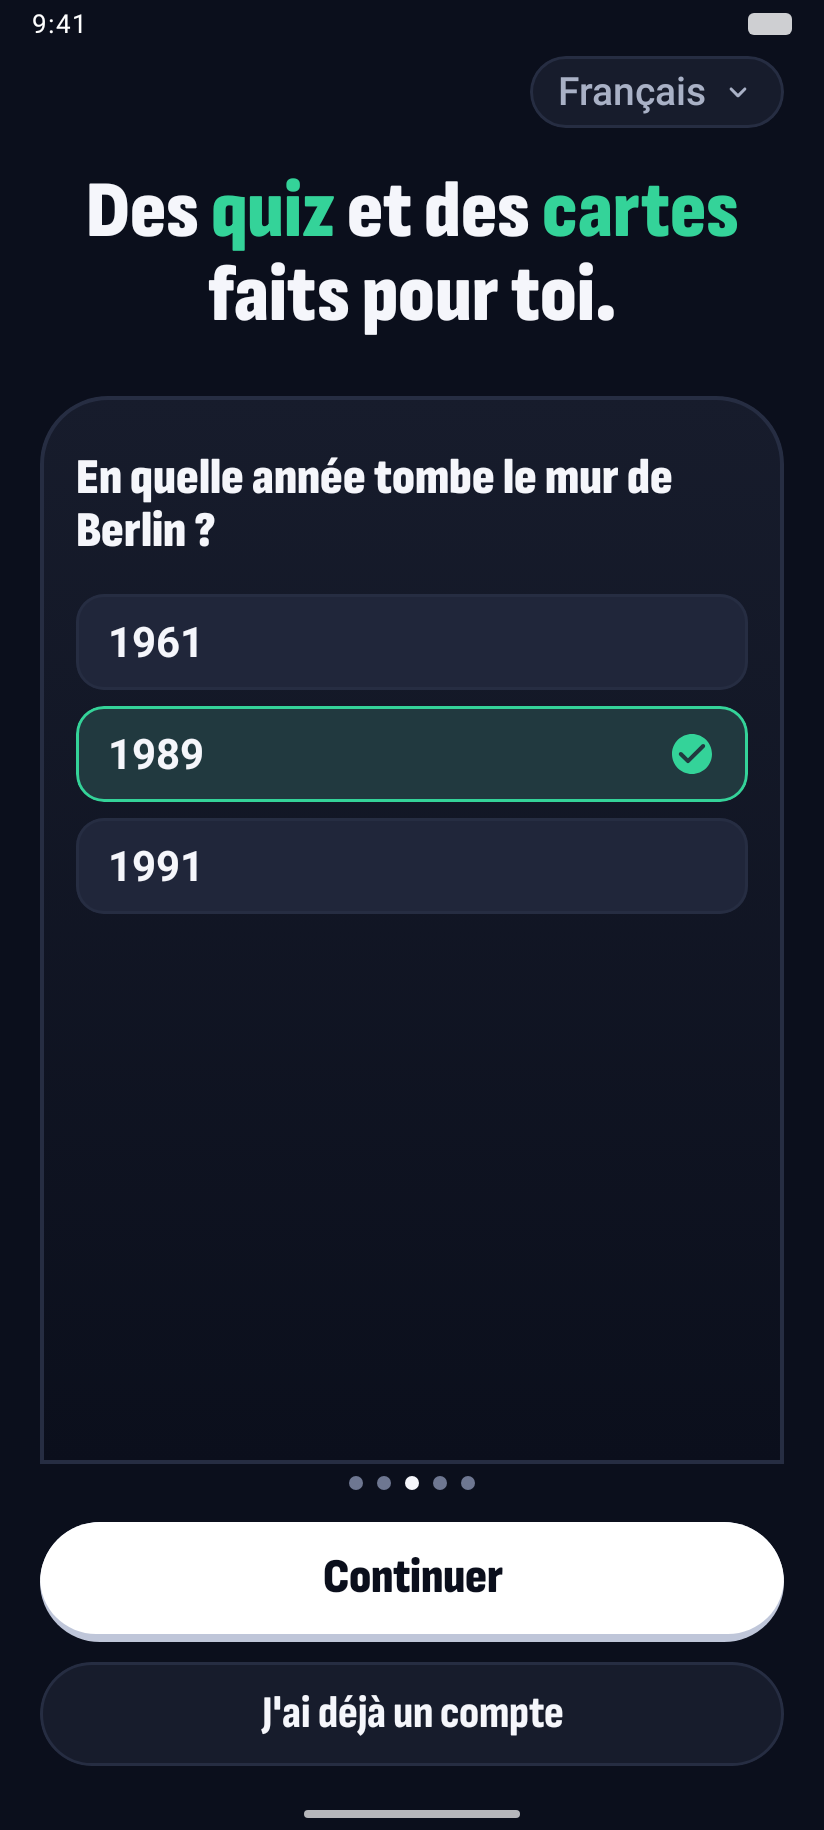 9:41
Français
Des quiz et des cartes
faits pour toi.
En quelle année tombe le mur de
Berlin ?
1961
1989
1991
Continuer
J'ai déjà un compte